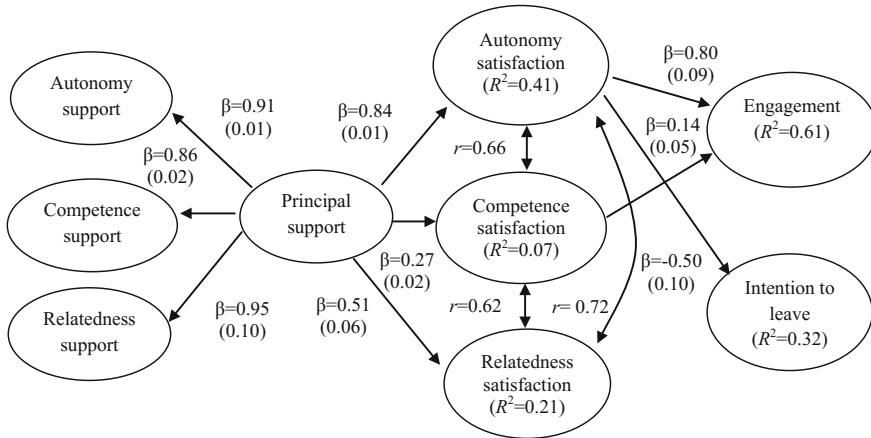 Autonomy
support
Competence
support
Relatedness
support
β=0.91
(0.01)
β=0.86
(0.02)
β=0.95
(0.10)
Principal
support
β=0.84
(0.01)
β=0.27
(0.02)
β=0.51
(0.06)
Autonomy
satisfaction
(R²=0.41)
r=0.66
Competence
satisfaction
(R²=0.07)
r=0.62
r= 0.72
Relatedness
satisfaction
(R²=0.21)
β=0.80
(0.09)
β=0.14
(0.05)
β=-0.50
(0.10)
Engagement
(R²=0.61)
Intention to
leave
(R²=0.32)